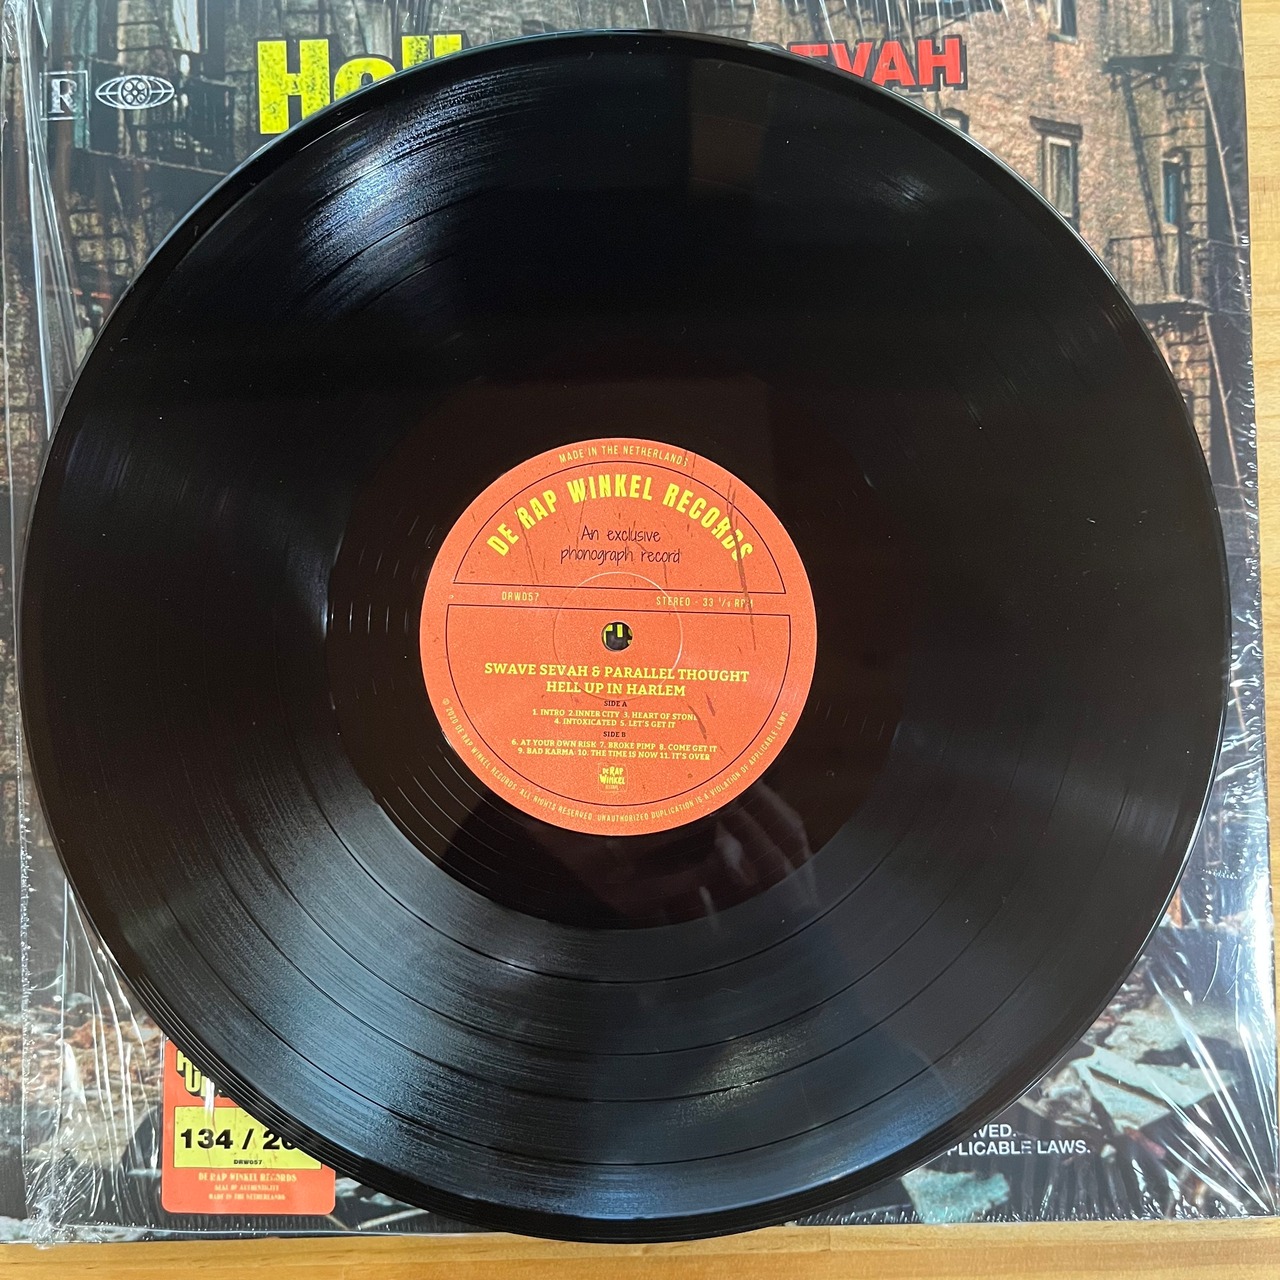 R
SEVAH
MADE IN THE NETHERLANDS
DE RAP WINKEL RECORDS
An exclusive
phonograph record
DRW057
STEREO - 33 1/3 RPM
SWAVE SEVAH & PARALLEL THOUGHT
HELL UP IN HARLEM
SIDE A
1. INTRO 2.INNER CITY 3. HEART OF STONE
4. INTOXICATED 5. LET'S GET IT
SIDE B
6. AT YOUR OWN RISK 7. BROKE PIMP 8. COME GET IT
9. BAD KARMA 10. THE TIME IS NOW 11. IT'S OVER
DE RAP
WINKEL
© 2020 DE RAP WINKEL RECORDS. ALL RIGHTS RESERVED. UNAUTHORIZED DUPLICATION IS A VIOLATION OF APPLICABLE LAWS
134 / 20
DRW057
DE RAP WINKEL RECORDS
SEAL OF AUTHENTICITY
MADE IN THE NETHERLANDS
VED.
PLICABLE LAWS.